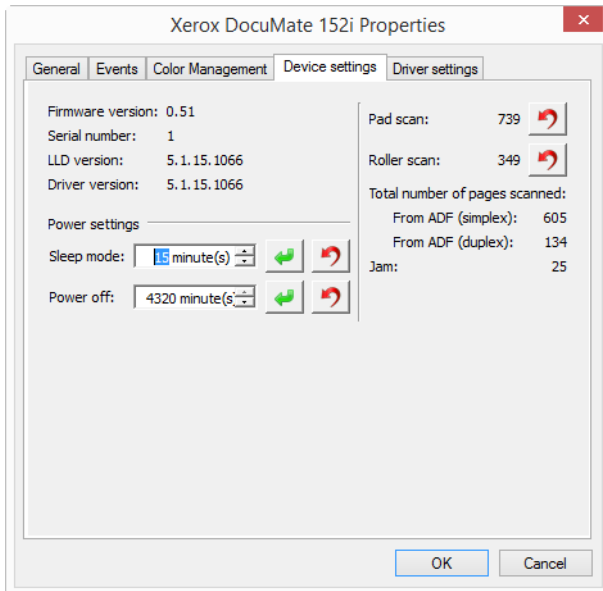 Xerox DocuMate 152i Properties
General Events Color Management Device settings Driver settings
Firmware version: 0.51
Serial number: 1
LLD version: 5.1.15.1066
Driver version: 5.1.15.1066
Power settings
Sleep mode: 15 minute(s)
Power off: 4320 minute(s
Pad scan: 739
Roller scan: 349
Total number of pages scanned:
From ADF (simplex): 605
From ADF (duplex): 134
Jam: 25
OK Cancel